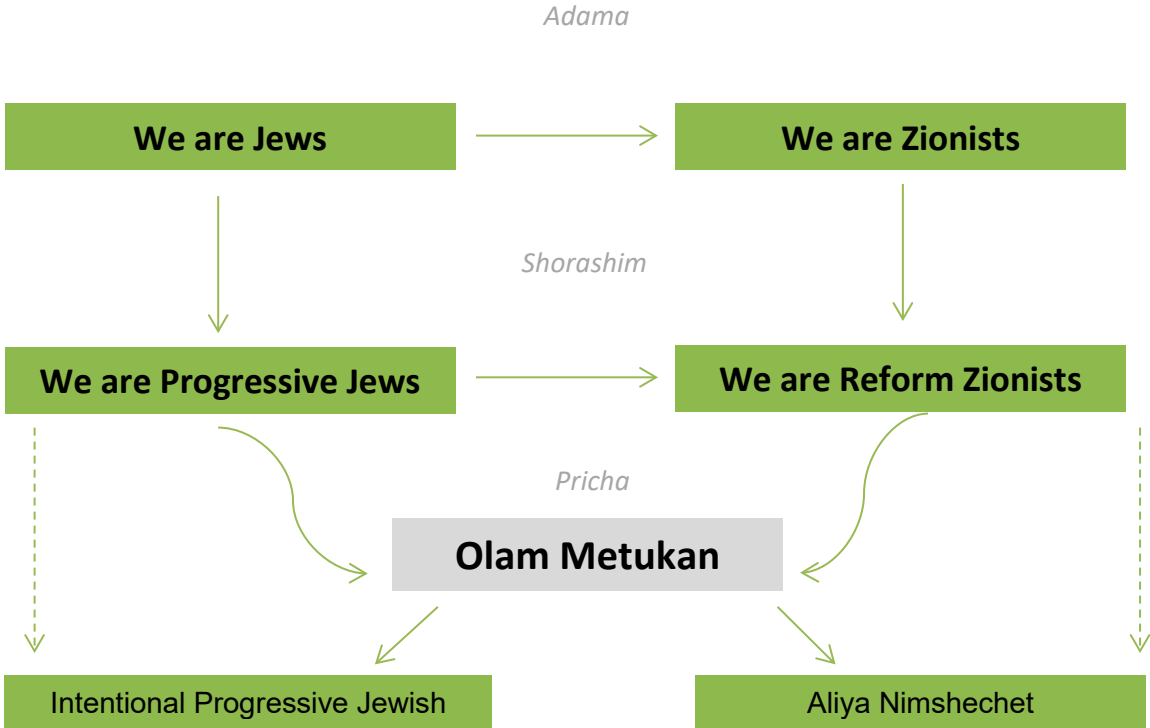 Adama
We are Jews
We are Zionists
Shorashim
We are Progressive Jews
We are Reform Zionists
Pricha
Olam Metukan
Intentional Progressive Jewish
Aliya Nimshechet